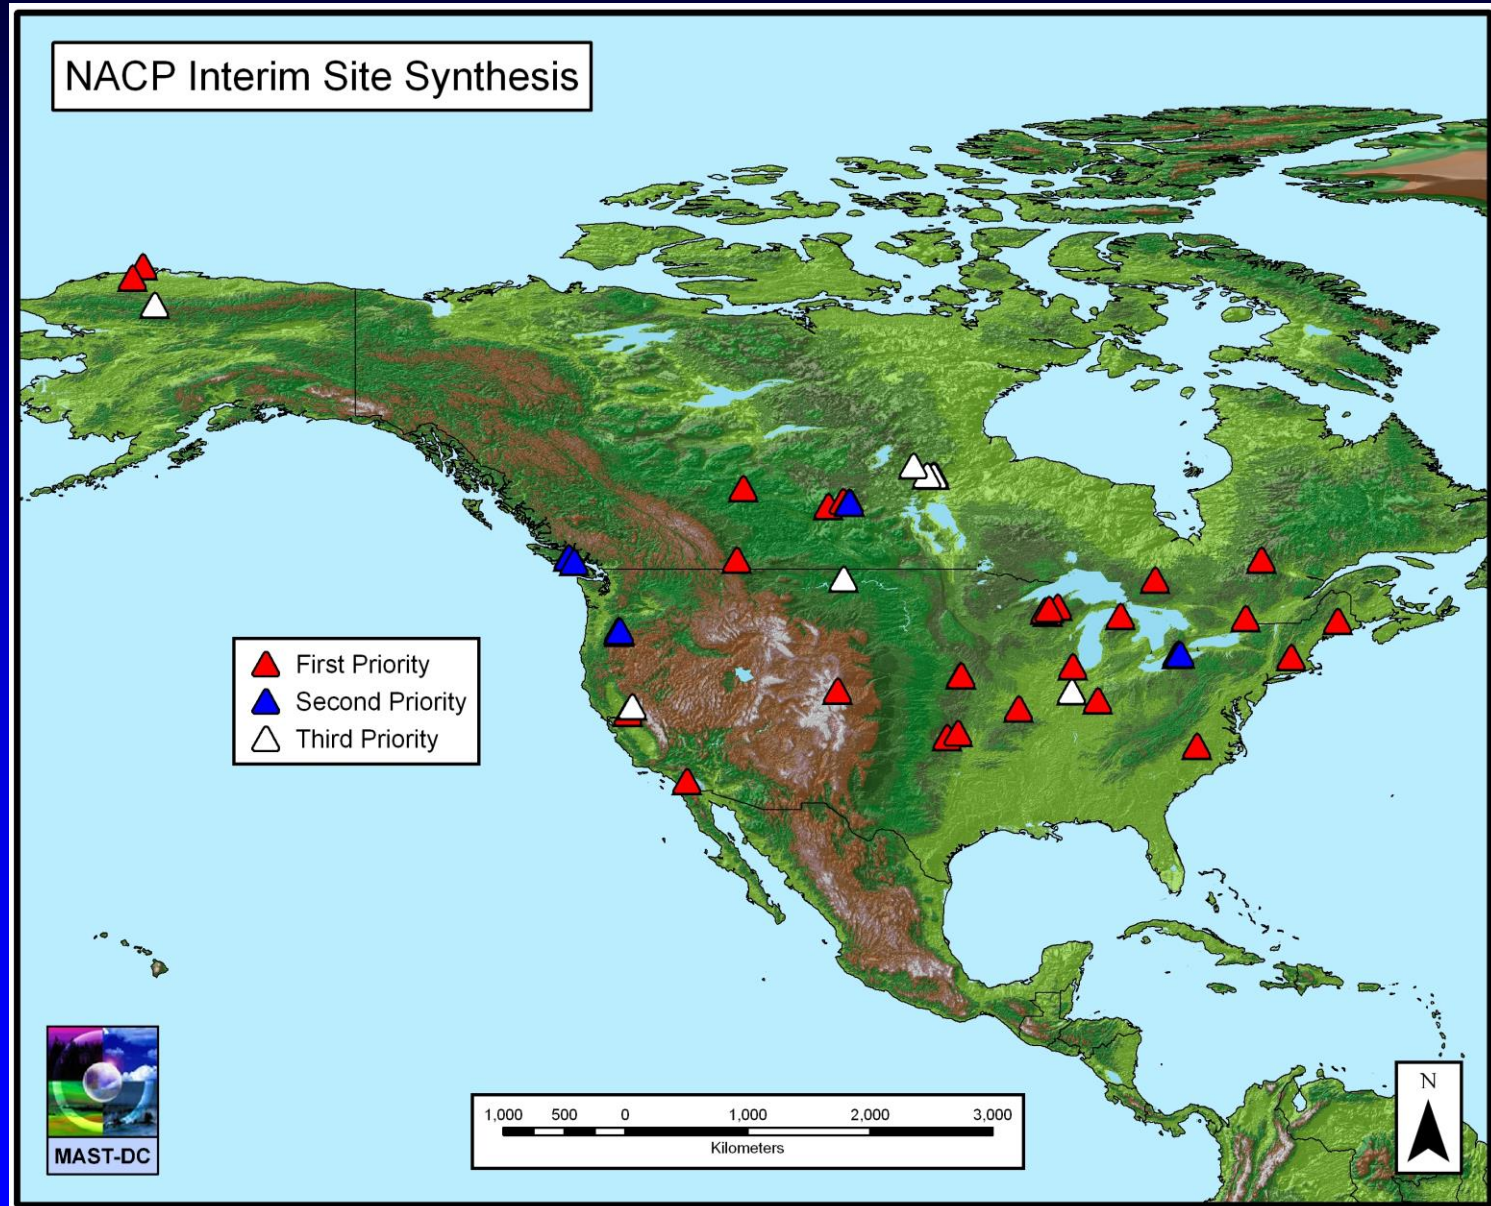 NACP Interim Site Synthesis
First Priority
Second Priority
Third Priority
MAST-DC
1,000 500 0 1,000 2,000 3,000
Kilometers
N